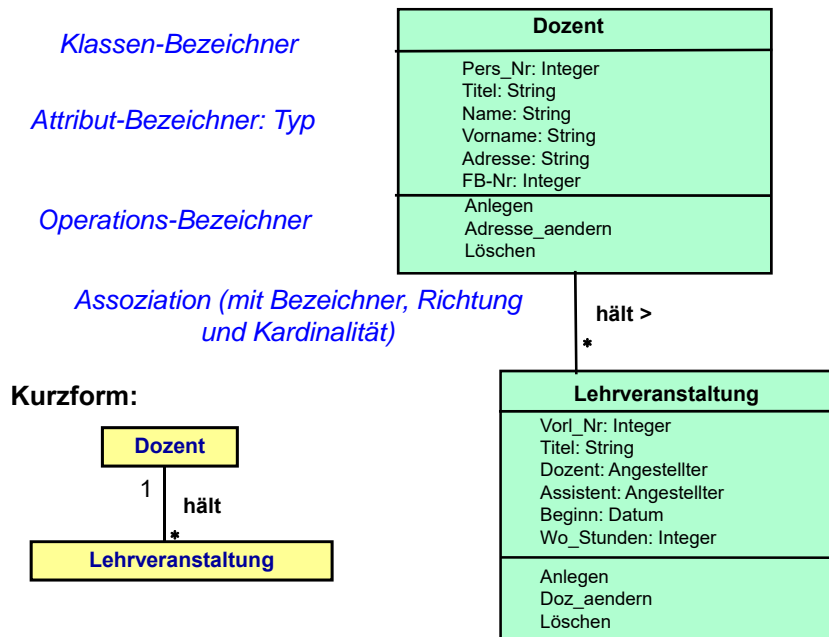 Klassen-Bezeichner
Dozent
Attribut-Bezeichner: Typ
Pers_Nr: Integer
Titel: String
Name: String
Vorname: String
Adresse: String
FB-Nr: Integer
Operations-Bezeichner
Anlegen
Adresse_aendern
Löschen
Assoziation (mit Bezeichner, Richtung
und Kardinalität)
hält >
*
Kurzform:
Dozent
1
hält
*
Lehrveranstaltung
Lehrveranstaltung
Vorl_Nr: Integer
Titel: String
Dozent: Angestellter
Assistent: Angestellter
Beginn: Datum
Wo_Stunden: Integer
Anlegen
Doz_aendern
Löschen